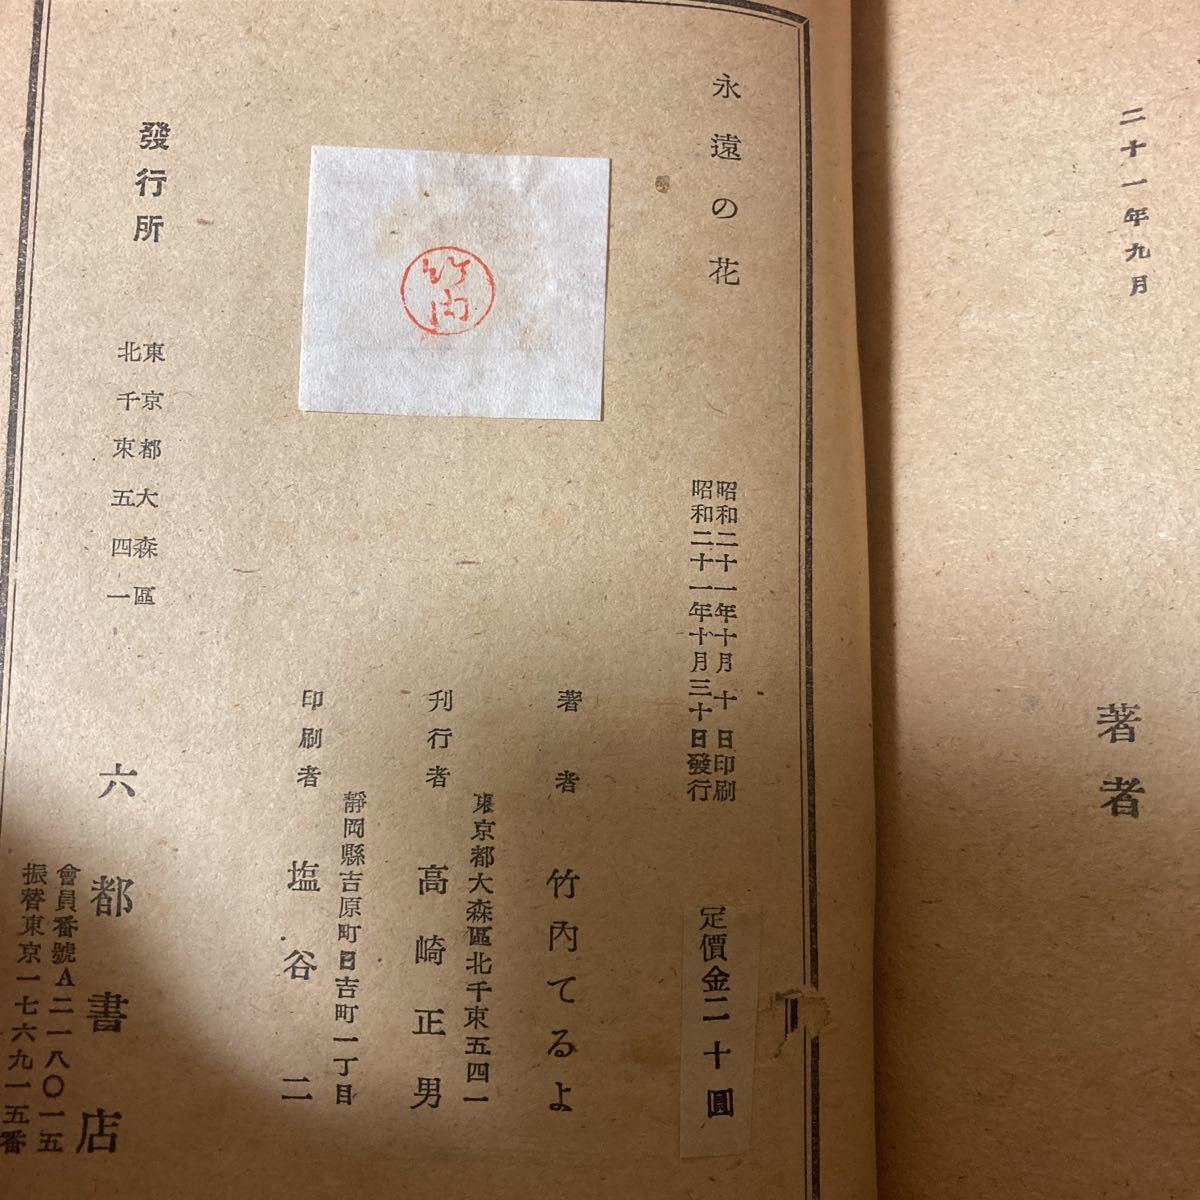 二十一年九月
著者
永遠の花
昭和二十一年十月十日印刷
昭和二十一年十月三十日發行
定價金二十圓
竹内
著者 竹內てるよ
東京都大森區北千束五四一
刊行者 高崎正男
靜岡縣吉原町日吉町一丁目
印刷者 塩谷二
發行所
東京都大森區
北千束五四一
六都書店
會員番號A二一八〇一五
振替東京一七六九一五番